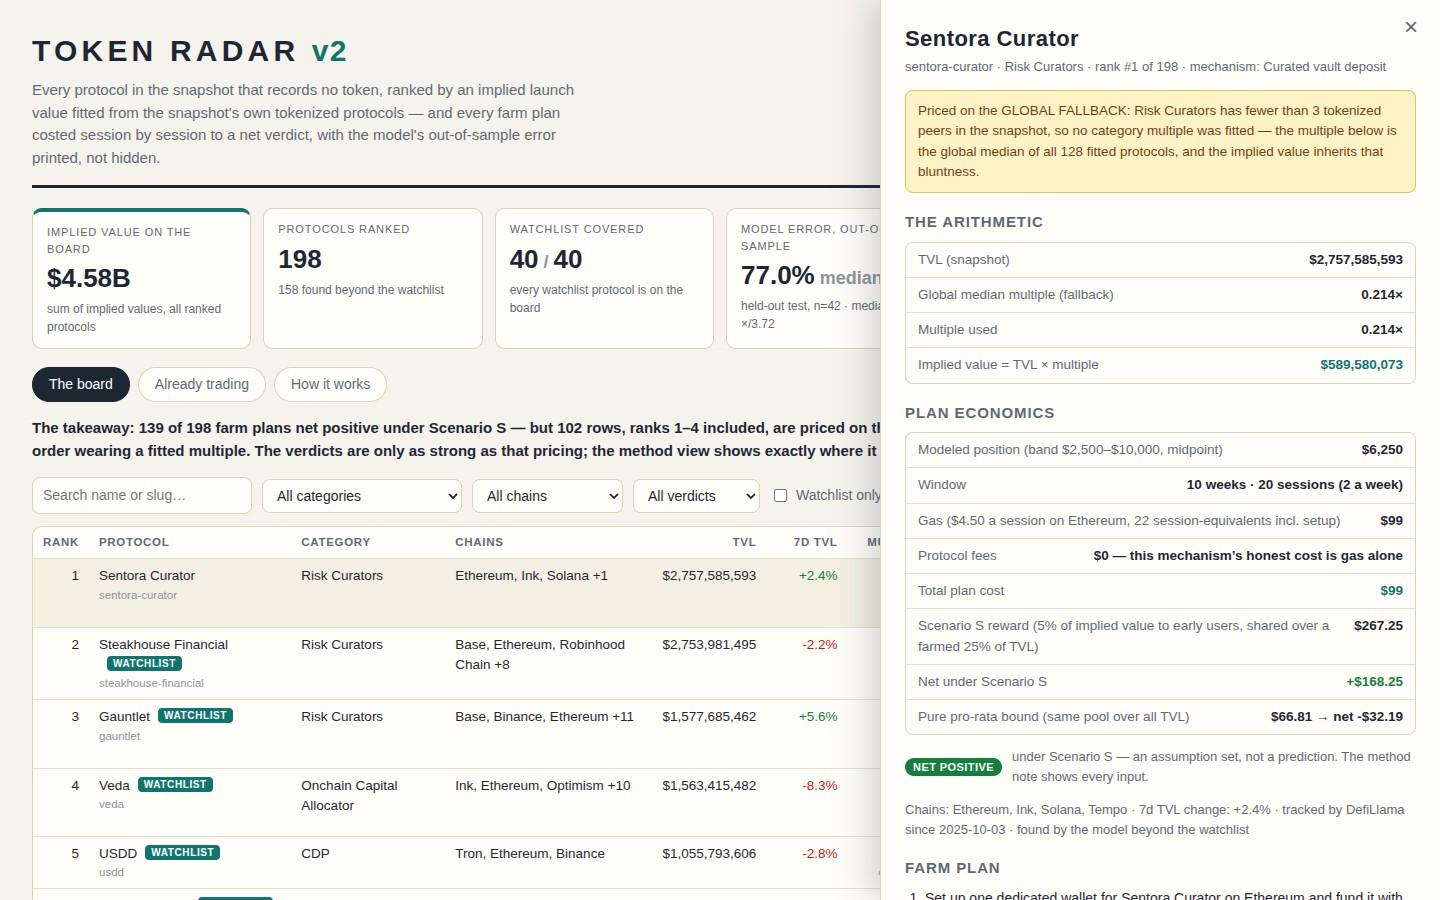 TOKEN RADAR v2
Every protocol in the snapshot that records no token, ranked by an implied launch
value fitted from the snapshot's own tokenized protocols — and every farm plan
costed session by session to a net verdict, with the model's out-of-sample error
printed, not hidden.
IMPLIED VALUE ON THE
BOARD
$4.58B
sum of implied values, all ranked
protocols
PROTOCOLS RANKED
198
158 found beyond the watchlist
WATCHLIST COVERED
40 / 40
every watchlist protocol is on the
board
MODEL ERROR, OUT-O
SAMPLE
77.0% median
held-out test, n=42 · media
×/3.72
The board
Already trading
How it works
The takeaway: 139 of 198 farm plans net positive under Scenario S — but 102 rows, ranks 1–4 included, are priced on th
order wearing a fitted multiple. The verdicts are only as strong as that pricing; the method view shows exactly where it
Search name or slug…
All categories
All chains
All verdicts
Watchlist only
RANK PROTOCOL CATEGORY CHAINS TVL 7D TVL MU
1 Sentora Curator Risk Curators Ethereum, Ink, Solana +1 $2,757,585,593 +2.4%
sentora-curator
2 Steakhouse Financial Risk Curators Base, Ethereum, Robinhood $2,753,981,495 -2.2%
WATCHLIST Chain +8
steakhouse-financial
3 Gauntlet WATCHLIST Risk Curators Base, Binance, Ethereum +11 $1,577,685,462 +5.6%
gauntlet
4 Veda WATCHLIST Onchain Capital Ink, Ethereum, Optimism +10 $1,563,415,482 -8.3%
veda Allocator
5 USDD WATCHLIST CDP Tron, Ethereum, Binance $1,055,793,606 -2.8%
usdd
×
Sentora Curator
sentora-curator · Risk Curators · rank #1 of 198 · mechanism: Curated vault deposit
Priced on the GLOBAL FALLBACK: Risk Curators has fewer than 3 tokenized
peers in the snapshot, so no category multiple was fitted — the multiple below is
the global median of all 128 fitted protocols, and the implied value inherits that
bluntness.
THE ARITHMETIC
TVL (snapshot) $2,757,585,593
Global median multiple (fallback) 0.214×
Multiple used 0.214×
Implied value = TVL × multiple $589,580,073
PLAN ECONOMICS
Modeled position (band $2,500–$10,000, midpoint) $6,250
Window 10 weeks · 20 sessions (2 a week)
Gas ($4.50 a session on Ethereum, 22 session-equivalents incl. setup) $99
Protocol fees $0 — this mechanism’s honest cost is gas alone
Total plan cost $99
Scenario S reward (5% of implied value to early users, shared over a $267.25
farmed 25% of TVL)
Net under Scenario S +$168.25
Pure pro-rata bound (same pool over all TVL) $66.81 → net -$32.19
NET POSITIVE under Scenario S — an assumption set, not a prediction. The method
note shows every input.
Chains: Ethereum, Ink, Solana, Tempo · 7d TVL change: +2.4% · tracked by DefiLlama
since 2025-10-03 · found by the model beyond the watchlist
FARM PLAN
1. Set up one dedicated wallet for Sentora Curator on Ethereum and fund it with